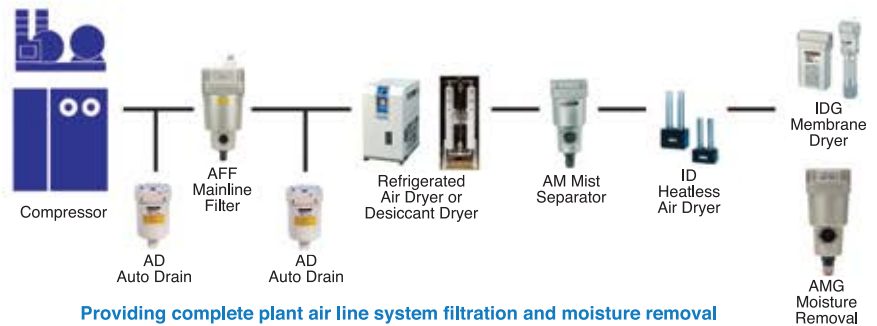 Compressor
AD
Auto Drain
AFF
Mainline
Filter
AD
Auto Drain
Refrigerated
Air Dryer or
Desiccant Dryer
AM Mist
Separator
ID
Heatless
Air Dryer
IDG
Membrane
Dryer
AMG
Moisture
Removal
Providing complete plant air line system filtration and moisture removal